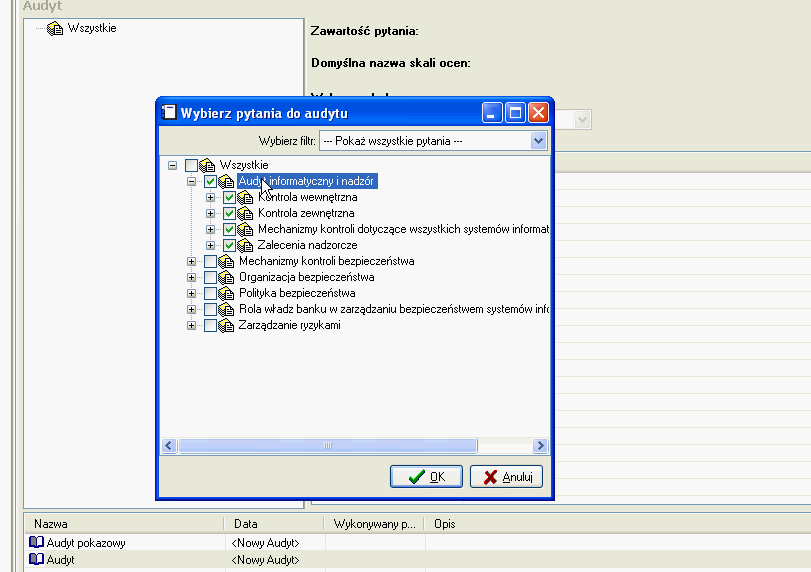 Audyt
Wszystkie
Zawartość pytania:
Domyślna nazwa skali ocen:
Wybierz pytania do audytu
Wybierz filtr: --- Pokaż wszystkie pytania ---
Wszystkie
Audyt informatyczny i nadzór
Kontrola wewnętrzna
Kontrola zewnętrzna
Mechanizmy kontroli dotyczące wszystkich systemów informat
Zalecenia nadzorcze
Mechanizmy kontroli bezpieczeństwa
Organizacja bezpieczeństwa
Polityka bezpieczeństwa
Rola władz banku w zarządzaniu bezpieczeństwem systemów info
Zarządzanie ryzykami
OK Anuluj
Nazwa Data Wykonywany p... Opis
Audyt pokazowy <Nowy Audyt>
Audyt <Nowy Audyt>